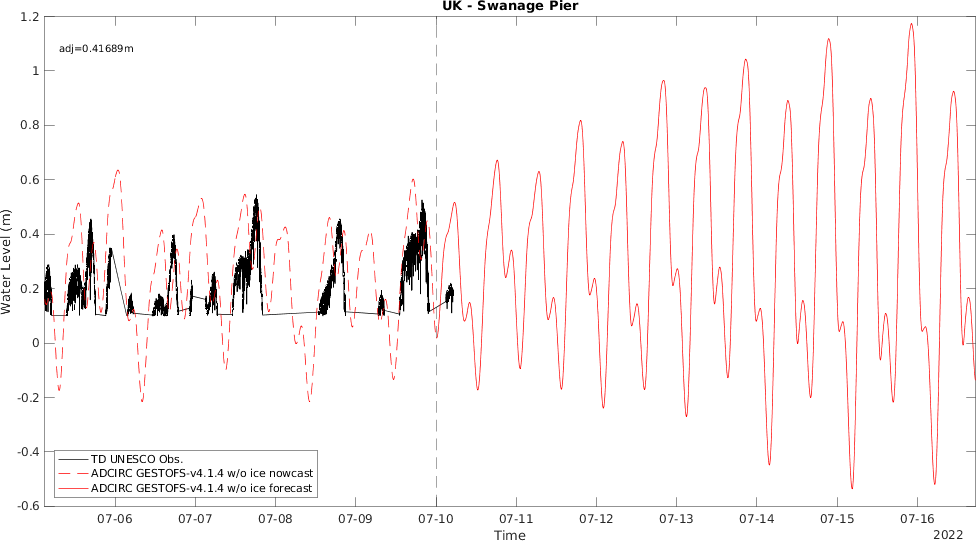 UK - Swanage Pier
adj=0.41689m
1.2
1
0.8
0.6
0.4
0.2
0
-0.2
-0.4
-0.6
Water Level (m)
TD UNESCO Obs.
ADCIRC GESTOFS-v4.1.4 w/o ice nowcast
ADCIRC GESTOFS-v4.1.4 w/o ice forecast
07-06 07-07 07-08 07-09 07-10 07-11 07-12 07-13 07-14 07-15 07-16
Time
2022